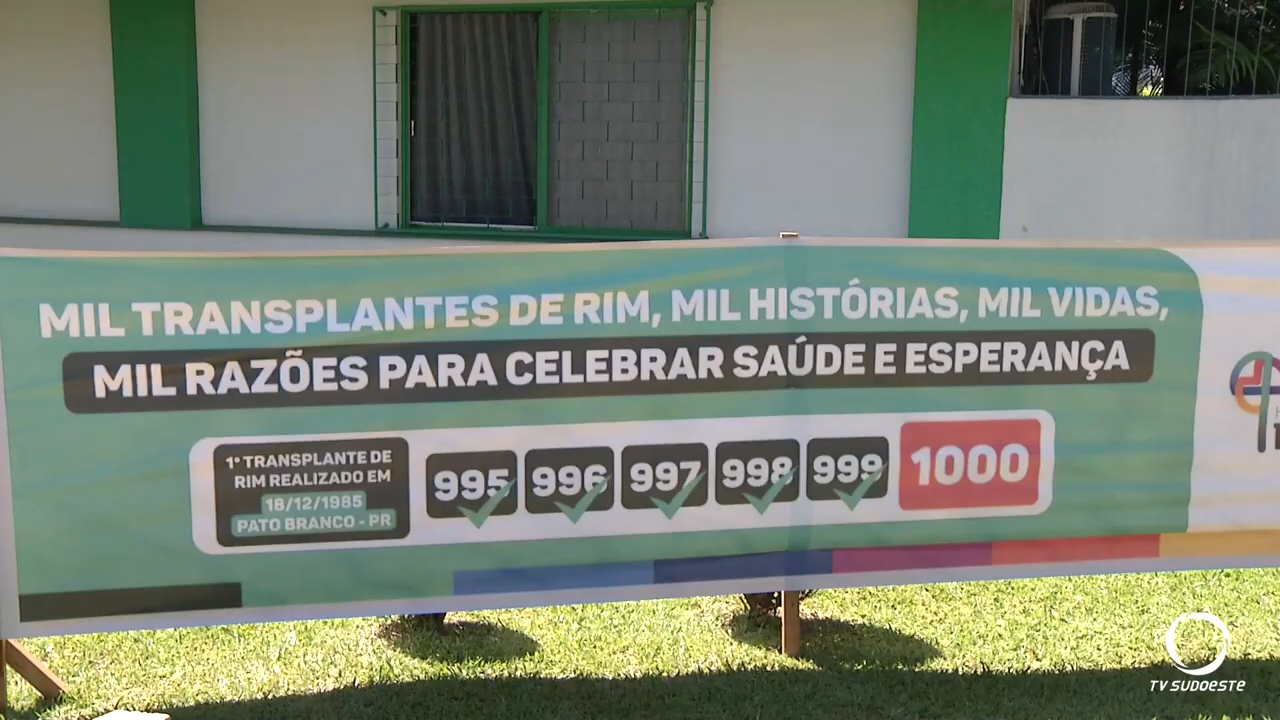 MIL TRANSPLANTES DE RIM, MIL HISTÓRIAS, MIL VIDAS,
MIL RAZÕES PARA CELEBRAR SAÚDE E ESPERANÇA
1º TRANSPLANTE DE
RIM REALIZADO EM
18/12/1985
PATO BRANCO - PR
995 996 997 998 999 1000
TV SUDOESTE